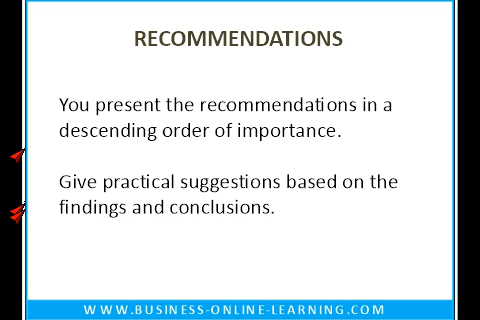 RECOMMENDATIONS
You present the recommendations in a
descending order of importance.
Give practical suggestions based on the
findings and conclusions.
WWW.BUSINESS-ONLINE-LEARNING.COM